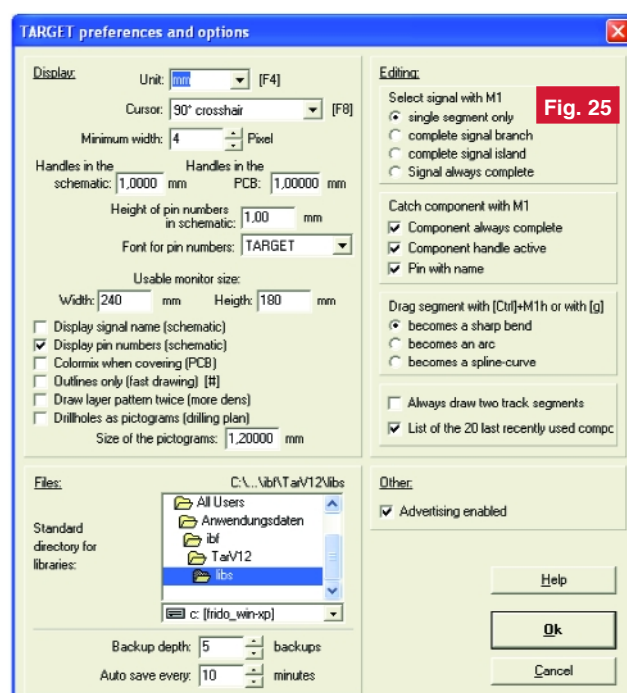 TARGET preferences and options
Display:
Unit: mm [F4]
Cursor: 90° crosshair [F8]
Minimum width: 4 Pixel
Handles in the schematic: 1,0000 mm
Handles in the PCB: 1,00000 mm
Height of pin numbers
in schematic: 1,00 mm
Font for pin numbers: TARGET
Usable monitor size:
Width: 240 mm Heigth: 180 mm
Display signal name (schematic)
Display pin numbers (schematic)
Colormix when covering (PCB)
Outlines only (fast drawing) [#]
Draw layer pattern twice (more dens)
Drillholes as pictograms (drilling plan)
Size of the pictograms: 1,20000 mm
Editing:
Fig. 25
Select signal with M1
single segment only
complete signal branch
complete signal island
Signal always complete
Catch component with M1
Component always complete
Component handle active
Pin with name
Drag segment with [Ctrl]+M1h or with [g]
becomes a sharp bend
becomes an arc
becomes a spline-curve
Always draw two track segments
List of the 20 last recently used compc
Files:
C:\...\ibf\TarV12\libs
Standard
directory for
libraries:
All Users
Anwendungsdaten
ibf
TarV12
libs
c: [frido_win-xp]
Backup depth: 5 backups
Auto save every: 10 minutes
Other:
Advertising enabled
Help
Ok
Cancel